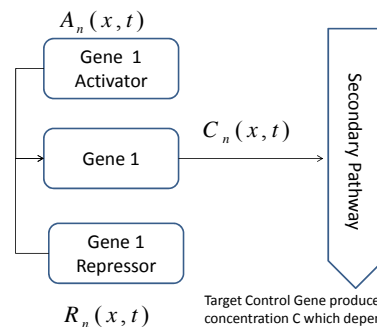 A_n(x,t)
Gene 1
Activator
Gene 1
C_n(x,t)
Gene 1
Repressor
R_n(x,t)
Secondary Pathway
Target Control Gene produce
concentration C which depen